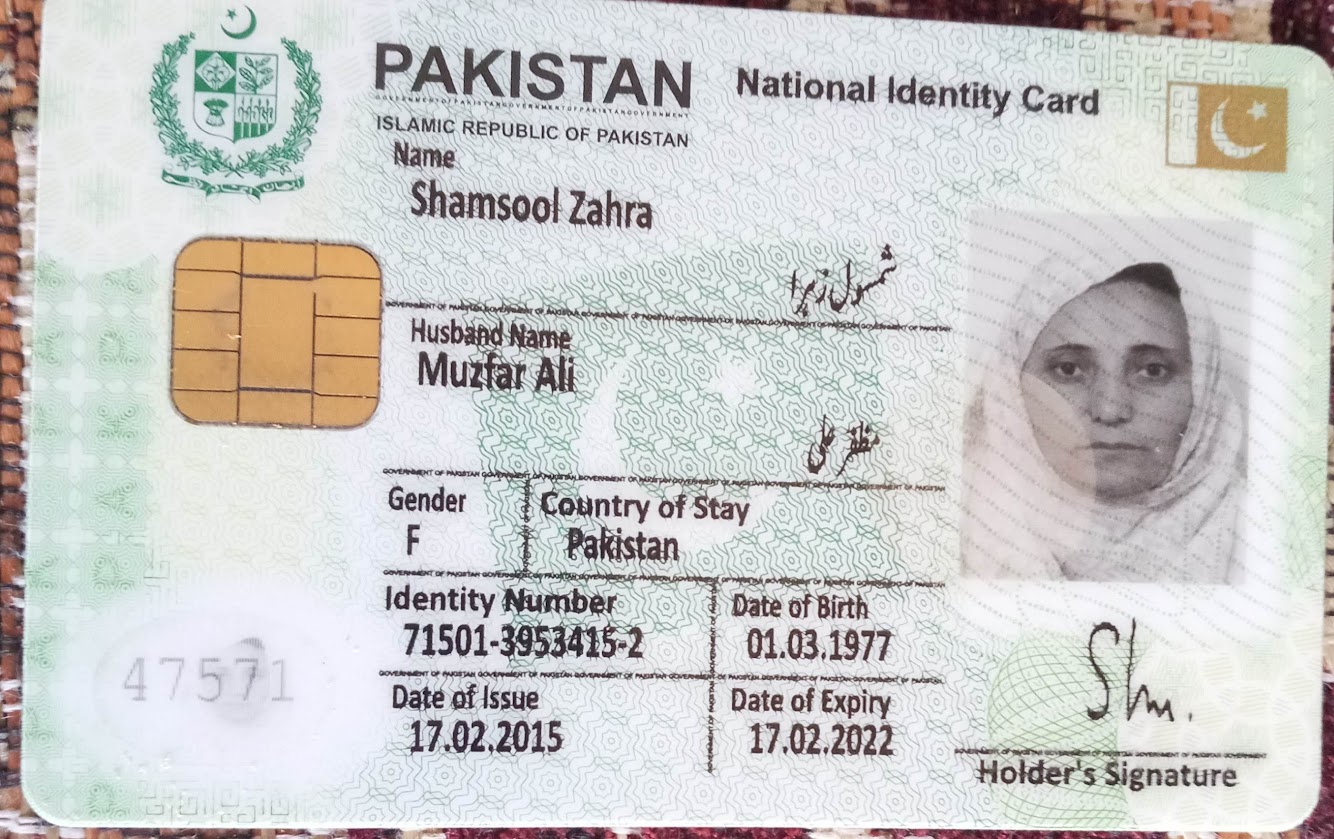 PAKISTAN
National Identity Card
ISLAMIC REPUBLIC OF PAKISTAN
Name
Shamsool Zahra
شمسول زہرا
Husband Name
Muzfar Ali
مظفر علی
Gender
F
Country of Stay
Pakistan
Identity Number
71501-3953415-2
Date of Birth
01.03.1977
Date of Issue
17.02.2015
Date of Expiry
17.02.2022
47571
Holder's Signature